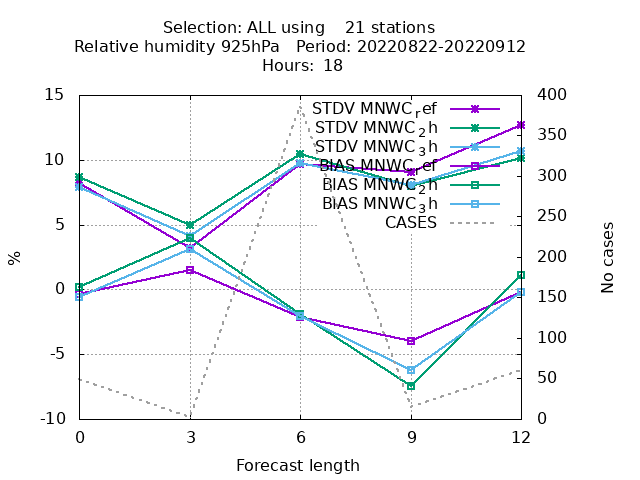 Selection: ALL using    21 stations
Relative humidity 925hPa   Period: 20220822-20220912
Hours: 18
STDV MNWC_ref
STDV MNWC_2h
STDV MNWC_3h
BIAS MNWC_ref
BIAS MNWC_2h
BIAS MNWC_3h
CASES
15
10
5
0
-5
-10
%
400
350
300
250
200
150
100
50
0
No cases
0 3 6 9 12
Forecast length